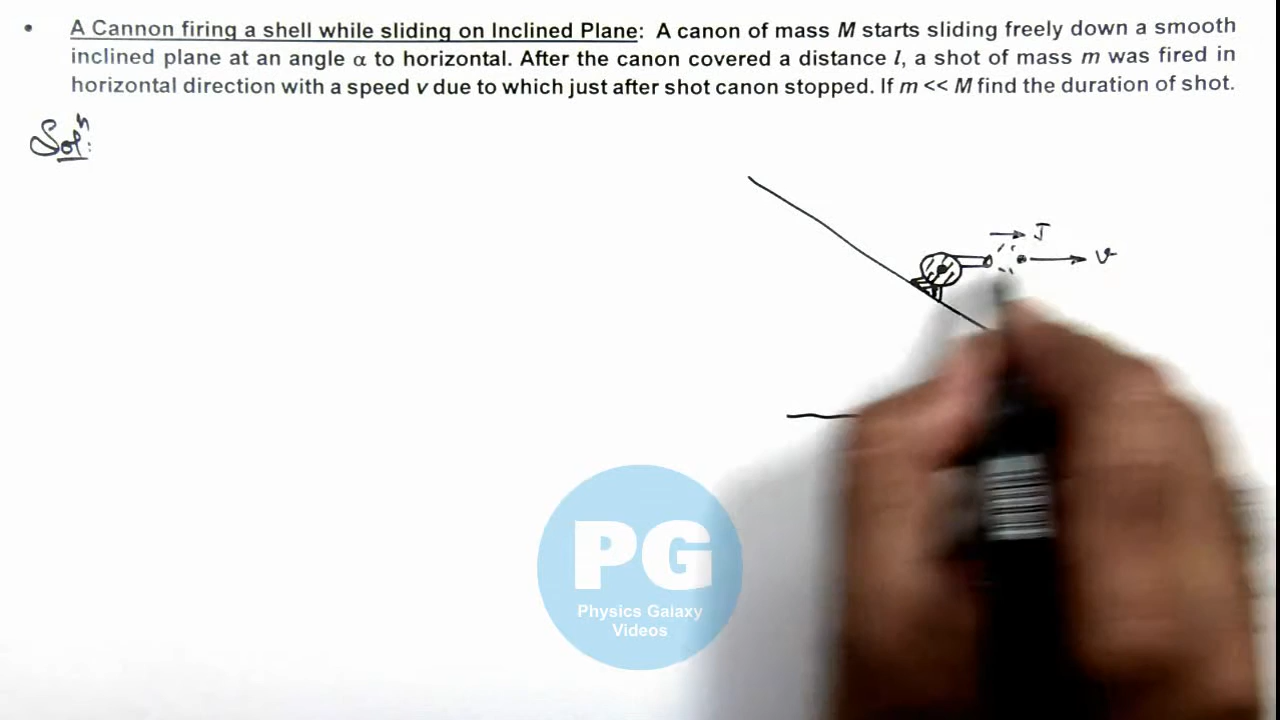 • A Cannon firing a shell while sliding on Inclined Plane: A canon of mass M starts sliding freely down a smooth
inclined plane at an angle α to horizontal. After the canon covered a distance l, a shot of mass m was fired in
horizontal direction with a speed v due to which just after shot canon stopped. If m << M find the duration of shot.
Solⁿ:
J
v
PG
Physics Galaxy
Videos